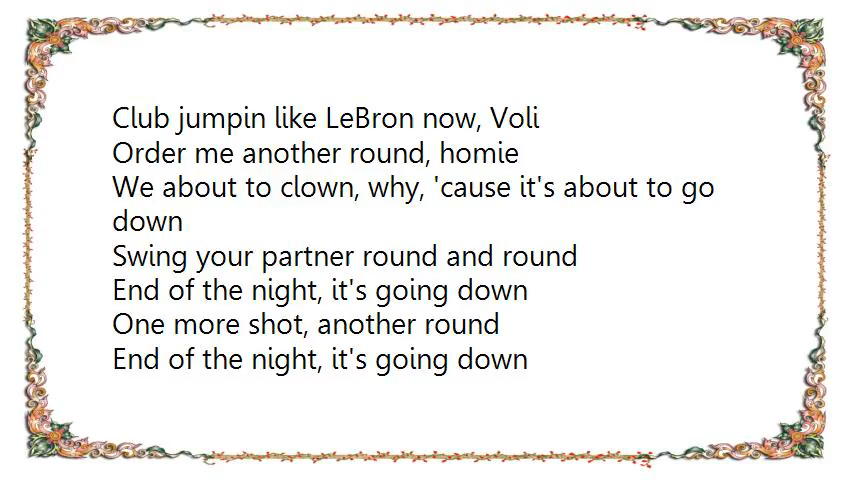 Club jumpin like LeBron now, Voli
Order me another round, homie
We about to clown, why, 'cause it's about to go
down
Swing your partner round and round
End of the night, it's going down
One more shot, another round
End of the night, it's going down